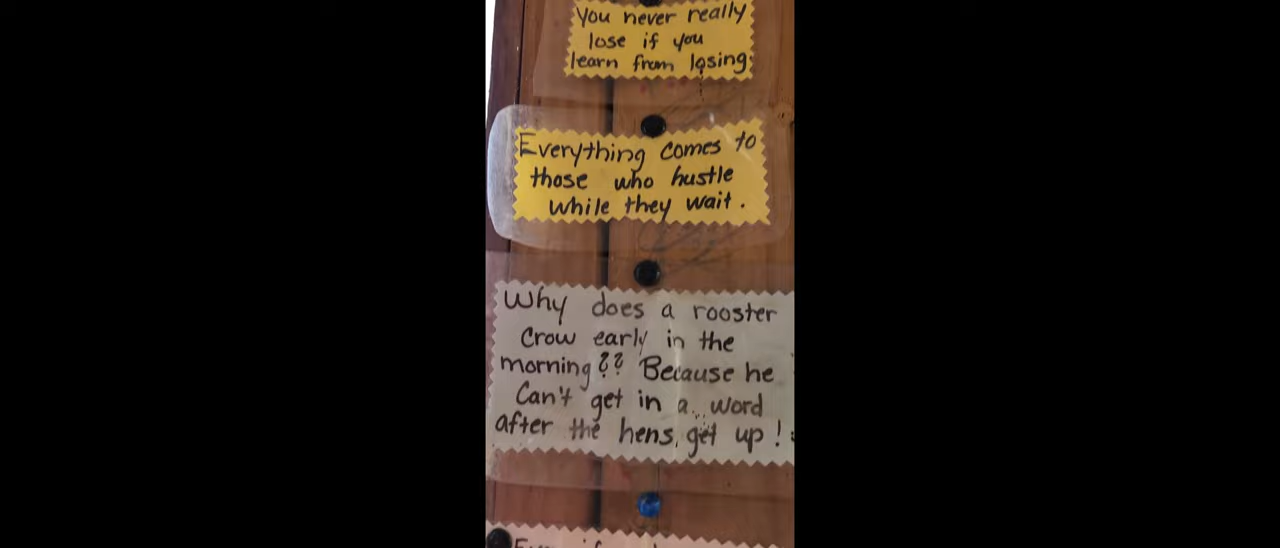 You never really
lose if you
learn from losing.
Everything comes to
those who hustle
while they wait.
Why does a rooster
Crow early in the
morning?? Because he
Can't get in a word
after the hens get up!